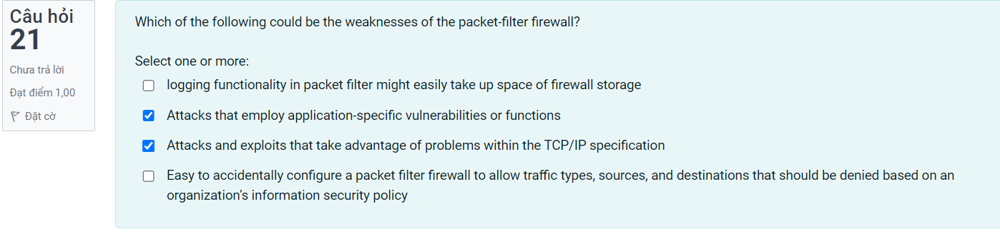 Câu hỏi
21
Chưa trả lời
Đạt điểm 1,00
Đặt cờ
Which of the following could be the weaknesses of the packet-filter firewall?
Select one or more:
logging functionality in packet filter might easily take up space of firewall storage
Attacks that employ application-specific vulnerabilities or functions
Attacks and exploits that take advantage of problems within the TCP/IP specification
Easy to accidentally configure a packet filter firewall to allow traffic types, sources, and destinations that should be denied based on an
organization’s information security policy